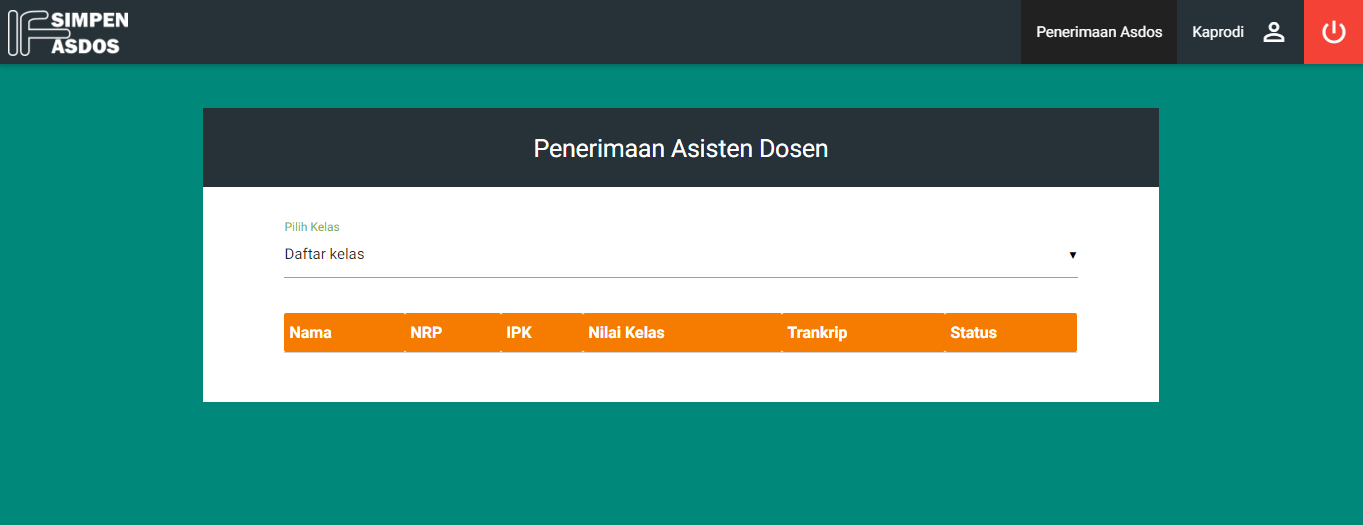 IF SIMPEN
ASDOS
Penerimaan Asdos
Kaprodi
Penerimaan Asisten Dosen
Pilih Kelas
Daftar kelas
Nama NRP IPK Nilai Kelas Trankrip Status